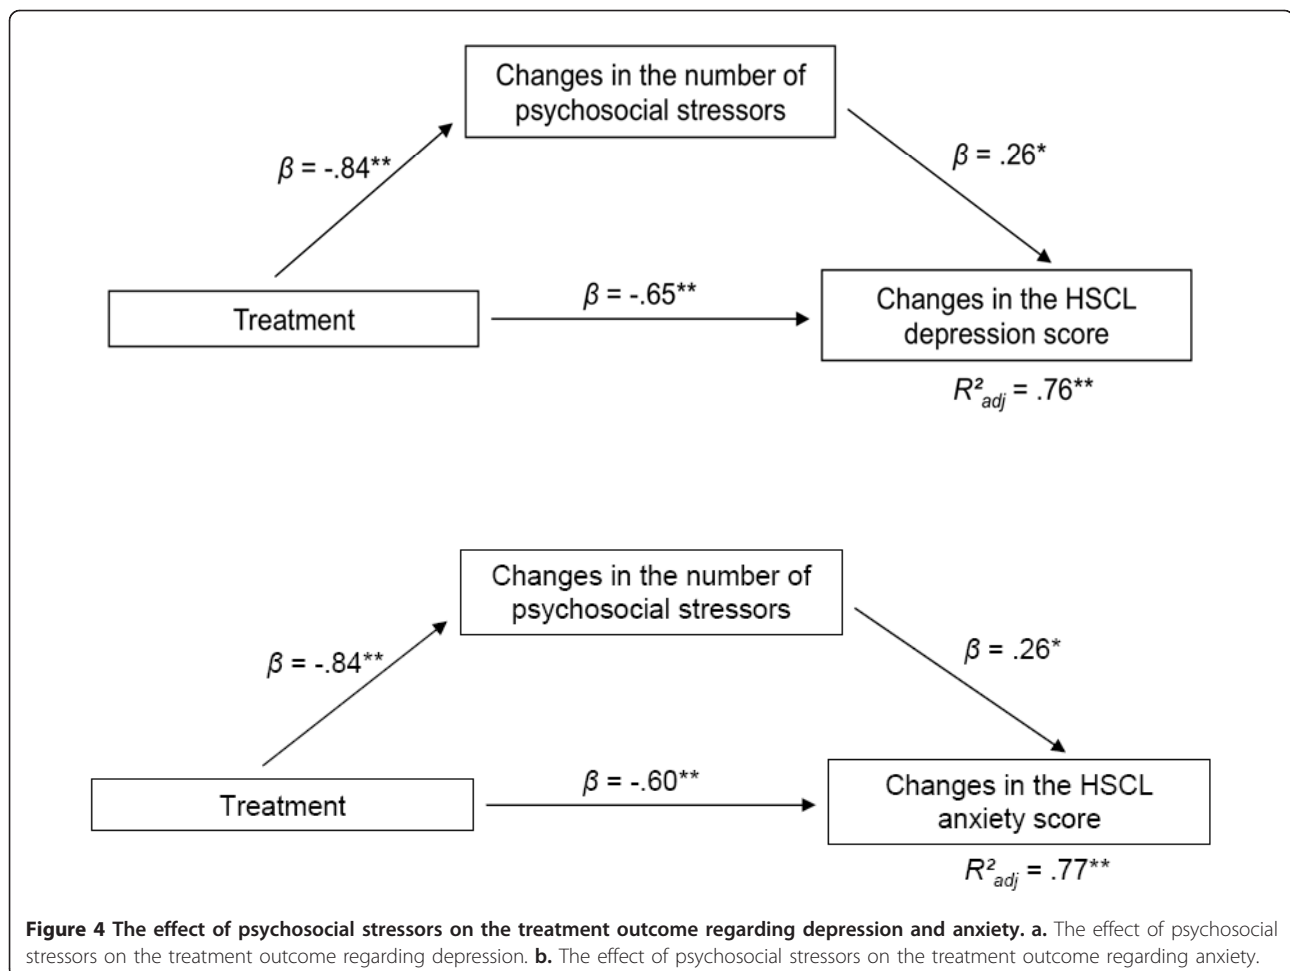 Changes in the number of
psychosocial stressors
β = -.84**
β = .26*
Treatment
β = -.65**
Changes in the HSCL
depression score
R²adj = .76**
Changes in the number of
psychosocial stressors
β = -.84**
β = .26*
Treatment
β = -.60**
Changes in the HSCL
anxiety score
R²adj = .77**
Figure 4 The effect of psychosocial stressors on the treatment outcome regarding depression and anxiety. a. The effect of psychosocial
stressors on the treatment outcome regarding depression. b. The effect of psychosocial stressors on the treatment outcome regarding anxiety.